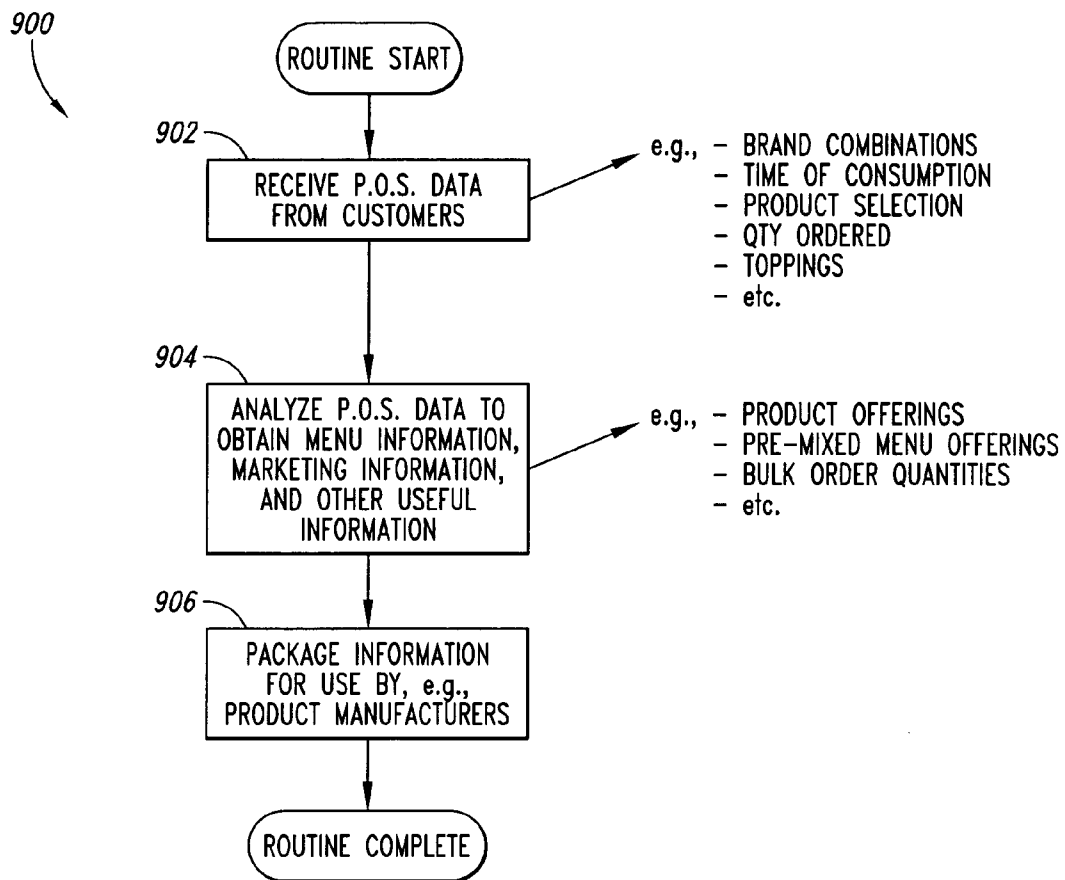 900
ROUTINE START
902
RECEIVE P.O.S. DATA
FROM CUSTOMERS
e.g., – BRAND COMBINATIONS
– TIME OF CONSUMPTION
– PRODUCT SELECTION
– QTY ORDERED
– TOPPINGS
– etc.
904
ANALYZE P.O.S. DATA TO
OBTAIN MENU INFORMATION,
MARKETING INFORMATION,
AND OTHER USEFUL
INFORMATION
e.g., – PRODUCT OFFERINGS
– PRE–MIXED MENU OFFERINGS
– BULK ORDER QUANTITIES
– etc.
906
PACKAGE INFORMATION
FOR USE BY, e.g.,
PRODUCT MANUFACTURERS
ROUTINE COMPLETE